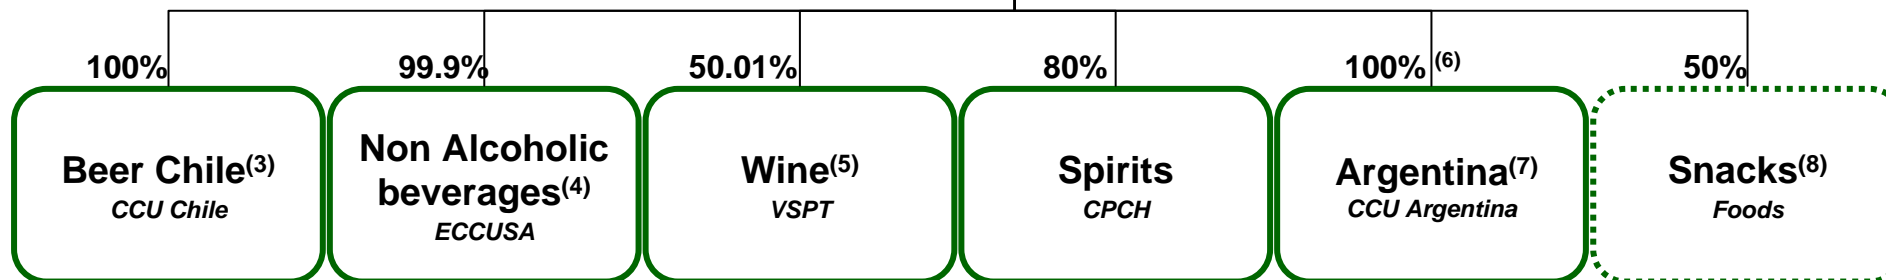 100% 99.9% 50.01% 80% 100% (6) 50%
Beer Chile(3)
CCU Chile
Non Alcoholic
beverages(4)
ECCUSA
Wine(5)
VSPT
Spirits
CPCH
Argentina(7)
CCU Argentina
Snacks(8)
Foods